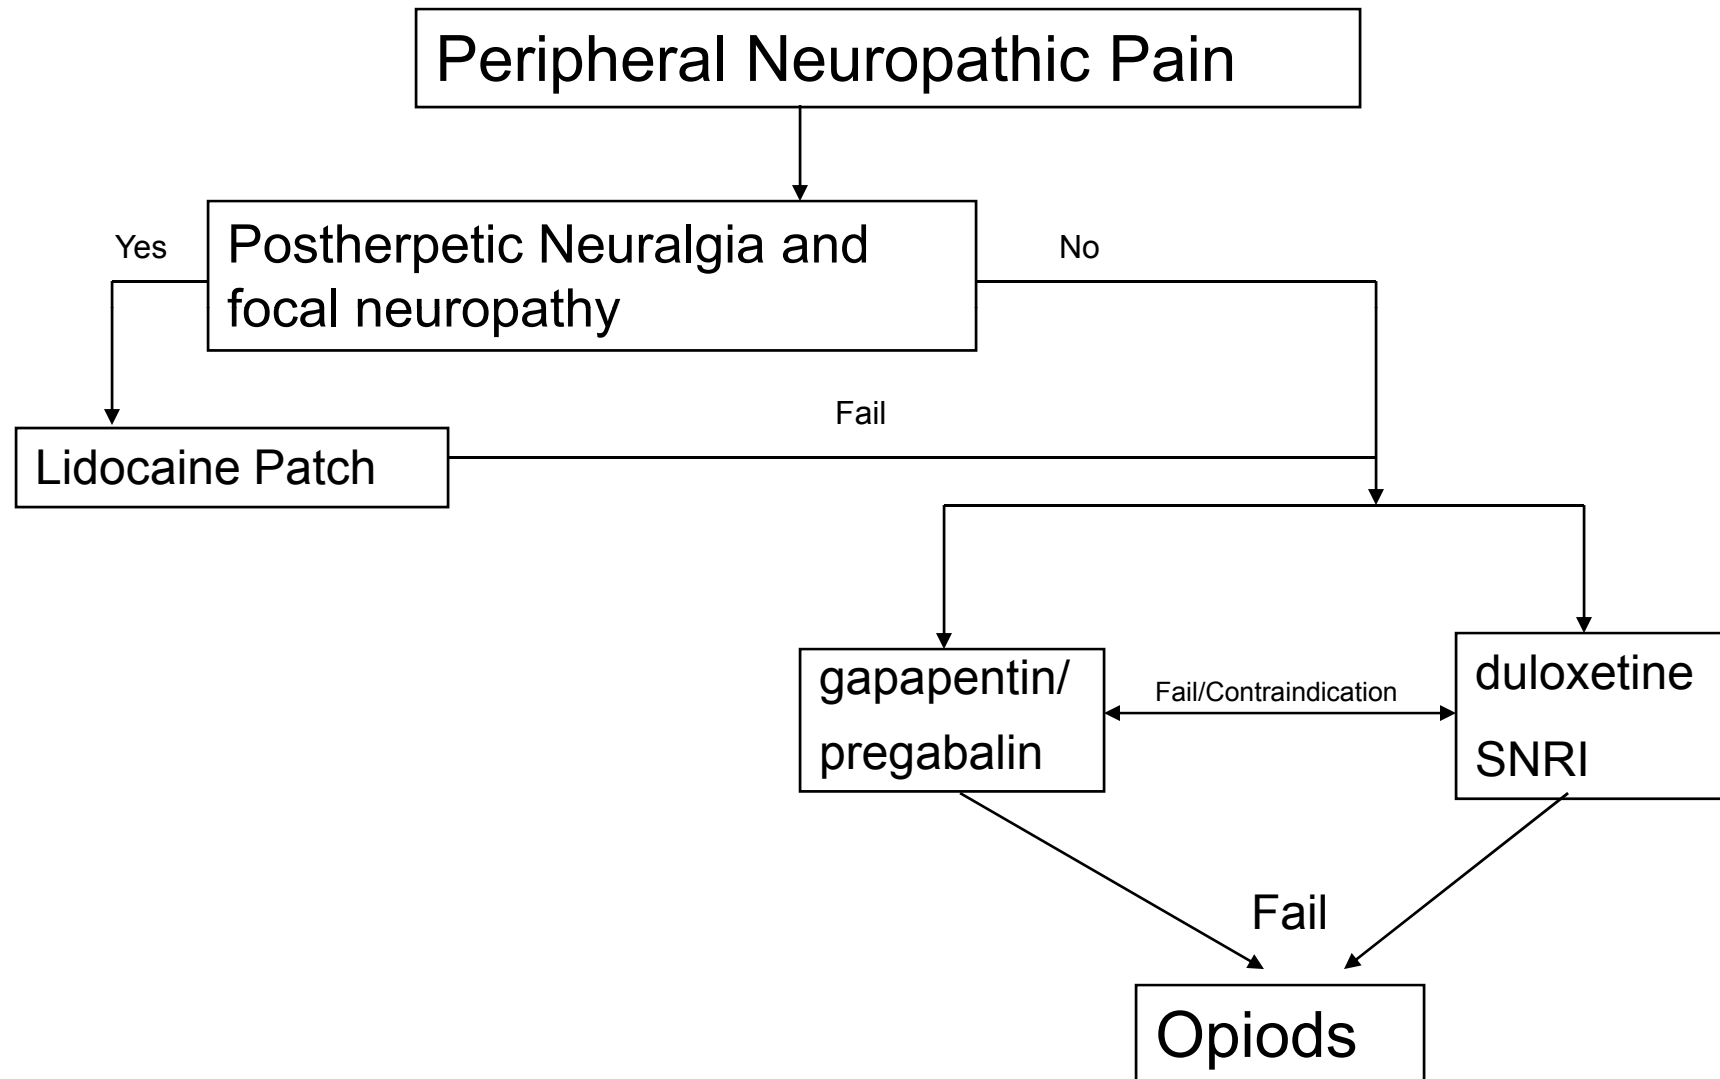 Peripheral Neuropathic Pain
Yes
Postherpetic Neuralgia and
focal neuropathy
No
Fail
Lidocaine Patch
gapapentin/
pregabalin
Fail/Contraindication
duloxetine
SNRI
Fail
Opiods